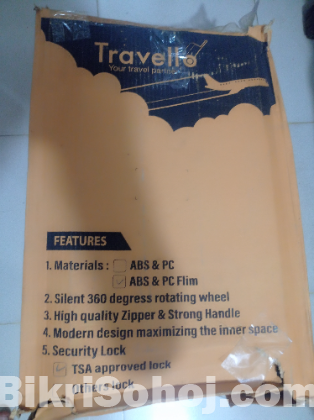 Travello
Your travel partner
FEATURES
1. Materials : ABS & PC
ABS & PC Flim
2. Silent 360 degress rotating wheel
3. High quality Zipper & Strong Handle
4. Modern design maximizing the inner space
5. Security Lock
TSA approved lock
Others lock
BikriSohoj.com